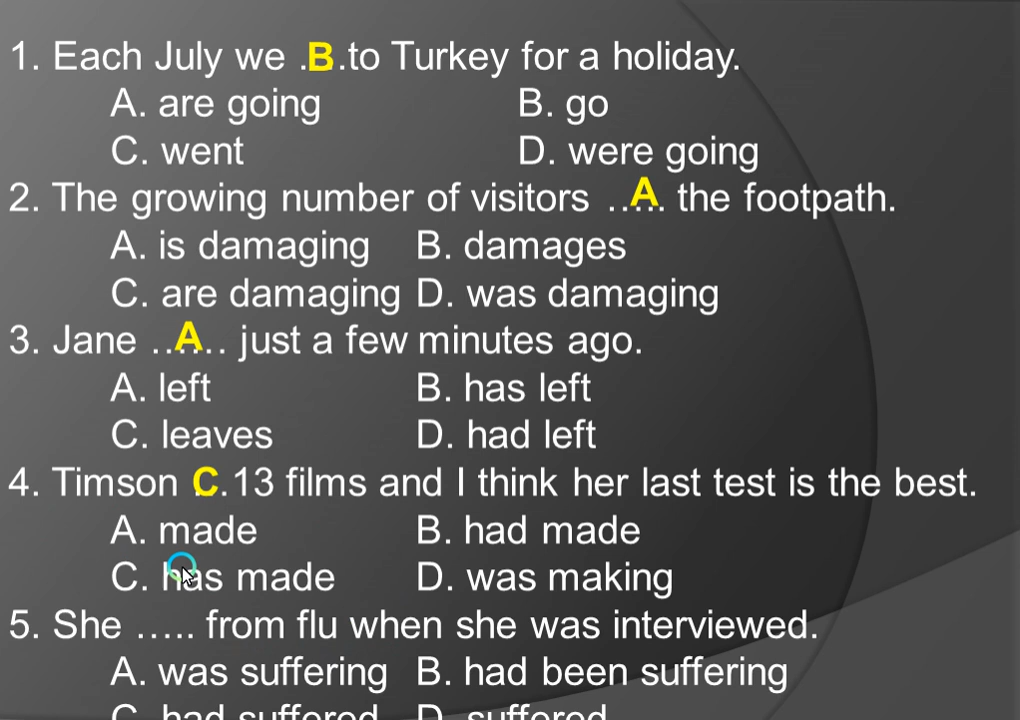 1. Each July we .B.to Turkey for a holiday.
A. are going B. go
C. went D. were going
2. The growing number of visitors ..A.. the footpath.
A. is damaging B. damages
C. are damaging D. was damaging
3. Jane ..A.. just a few minutes ago.
A. left B. has left
C. leaves D. had left
4. Timson C.13 films and I think her last test is the best.
A. made B. had made
C. has made D. was making
5. She ….. from flu when she was interviewed.
A. was suffering B. had been suffering
C. had suffered D. suffered